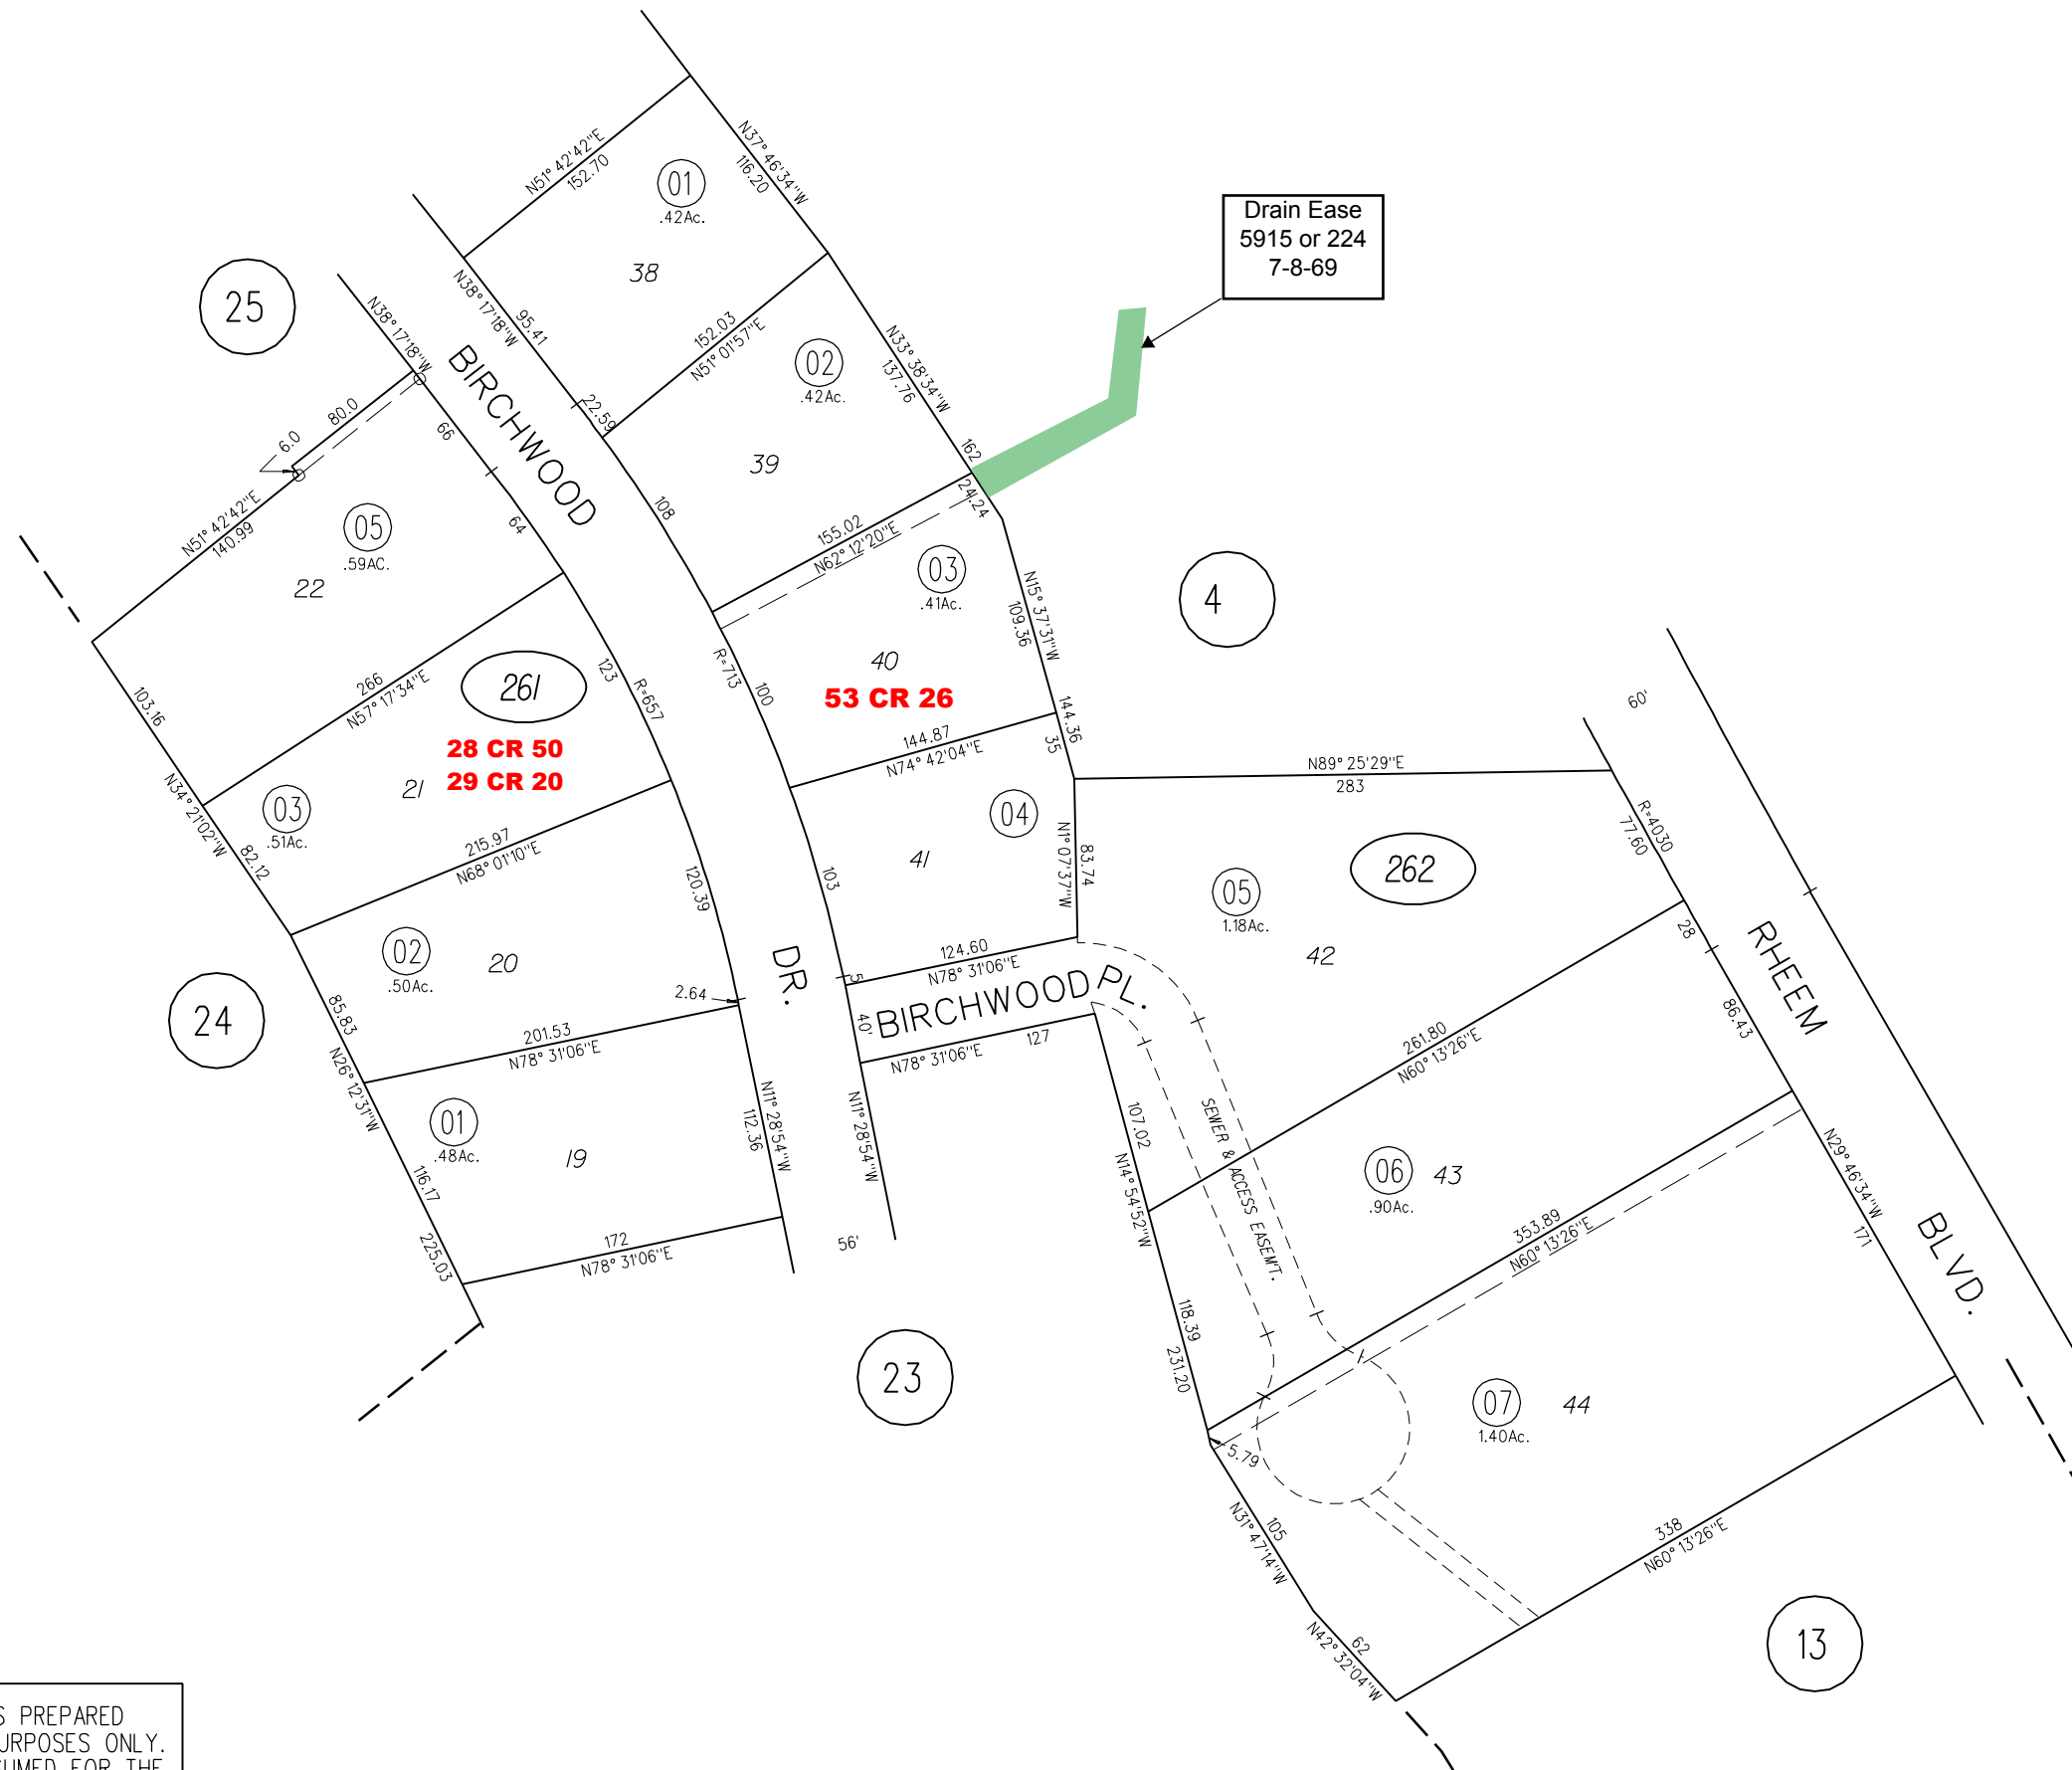 N51° 42'42"E
152.70
01
.42Ac.
38
N37° 46'34"W
116.20
Drain Ease
5915 or 224
7-8-69
25
N38° 17'18"W
N38° 17'18"W
95.41
22.59
BIRCHWOOD
152.03
N51° 01'57"E
02
.42Ac.
39
N33° 38'34"W
137.76
162
24.24
80.0
6.0
66
64
108
N51° 42'42"E
140.99
05
.59AC.
22
155.02
N62° 12'20"E
03
.41Ac.
40
53 CR 26
N15° 37'31"W
109.36
144.36
35
4
60'
103.16
266
N57° 17'34"E
261
28 CR 50
29 CR 20
123
R=657
R=713
100
144.87
N74° 42'04"E
N89° 25'29"E
283
N34° 21'02"W
82.12
03
.51Ac.
21
215.97
N68° 01'10"E
120.39
04
41
103
N1° 07'37"W
83.74
262
R=4030
77.60
28
05
1.18Ac.
42
RHEEM
86.43
24
02
.50Ac.
20
2.64
DR.
5
124.60
N78° 31'06"E
BIRCHWOOD PL.
40'
N78° 31'06"E
127
85.83
N26° 12'31"W
201.53
N78° 31'06"E
01
.48Ac.
19
N11° 28'54"W
112.36
N11° 28'54"W
116.17
225.03
172
N78° 31'06"E
56'
107.02
N14° 54'52"W
SEWER & ACCESS EASEM'T.
261.80
N60° 13'26"E
06
.90Ac.
43
353.89
N60° 13'26"E
N29° 46'34"W
171
BLVD.
118.39
231.20
23
07
1.40Ac.
44
5.79
N31° 47'14"W
105
338
N60° 13'26"E
N42° 32'04"W
62
13
S PREPARED
URPOSES ONLY.
SUMED FOR THE